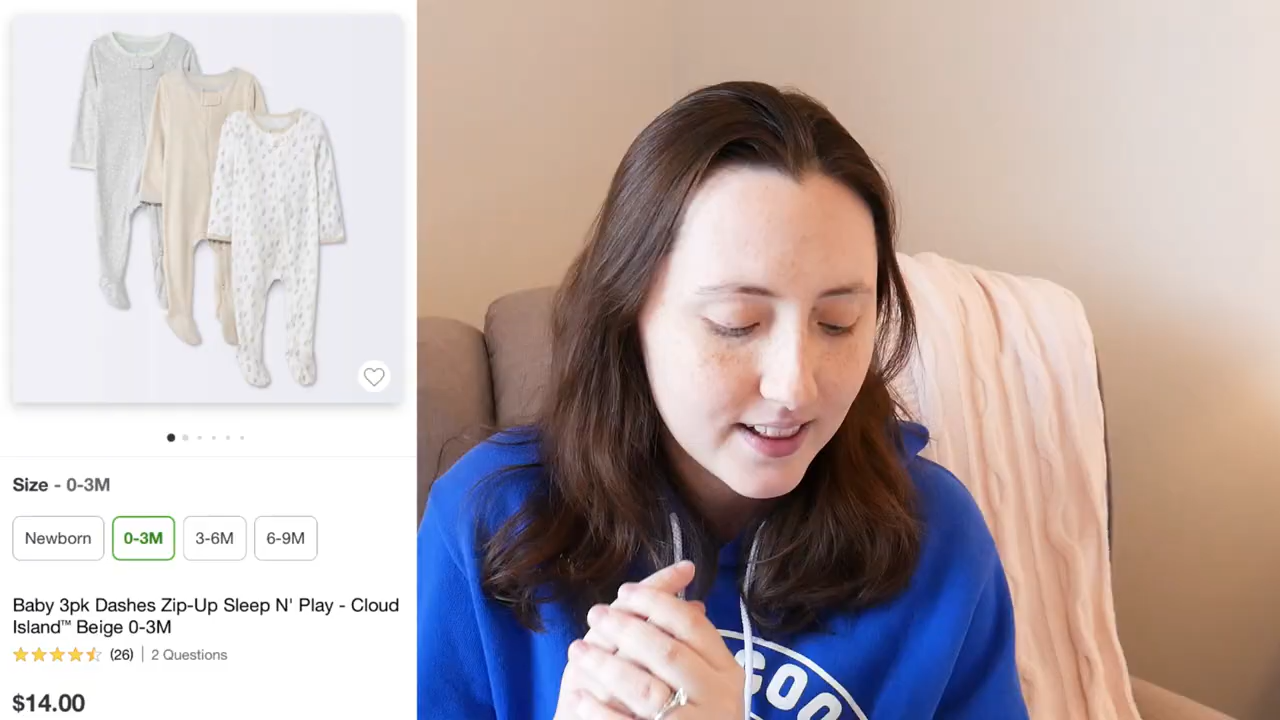 Size - 0-3M
Newborn
0-3M
3-6M
6-9M
Baby 3pk Dashes Zip-Up Sleep N' Play - Cloud
Island™ Beige 0-3M
(26) | 2 Questions
$14.00